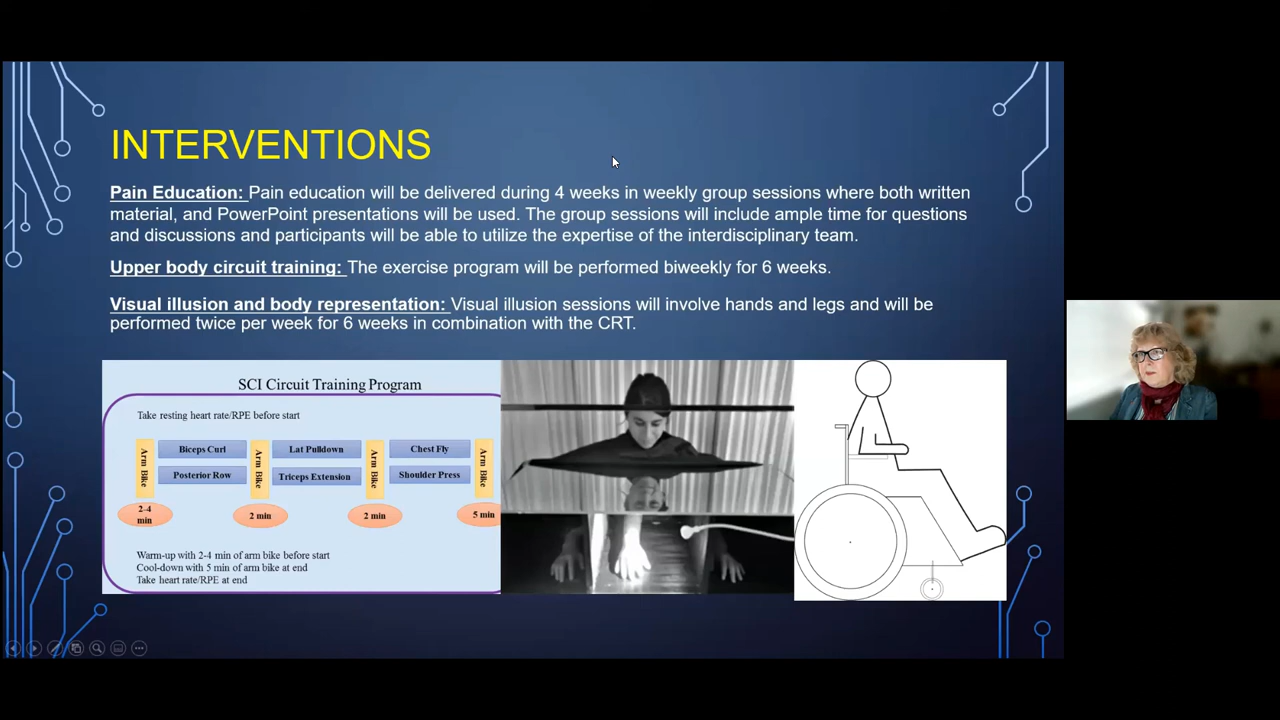 INTERVENTIONS
Pain Education: Pain education will be delivered during 4 weeks in weekly group sessions where both written
material, and PowerPoint presentations will be used. The group sessions will include ample time for questions
and discussions and participants will be able to utilize the expertise of the interdisciplinary team.
Upper body circuit training: The exercise program will be performed biweekly for 6 weeks.
Visual illusion and body representation: Visual illusion sessions will involve hands and legs and will be
performed twice per week for 6 weeks in combination with the CRT.
SCI Circuit Training Program
Take resting heart rate/RPE before start
Arm Bike
Biceps Curl
Posterior Row
Arm Bike
Lat Pulldown
Triceps Extension
Arm Bike
Chest Fly
Shoulder Press
Arm Bike
2-4
min
2 min
2 min
5 min
Warm-up with 2-4 min of arm bike before start
Cool-down with 5 min of arm bike at end
Take heart rate/RPE at end